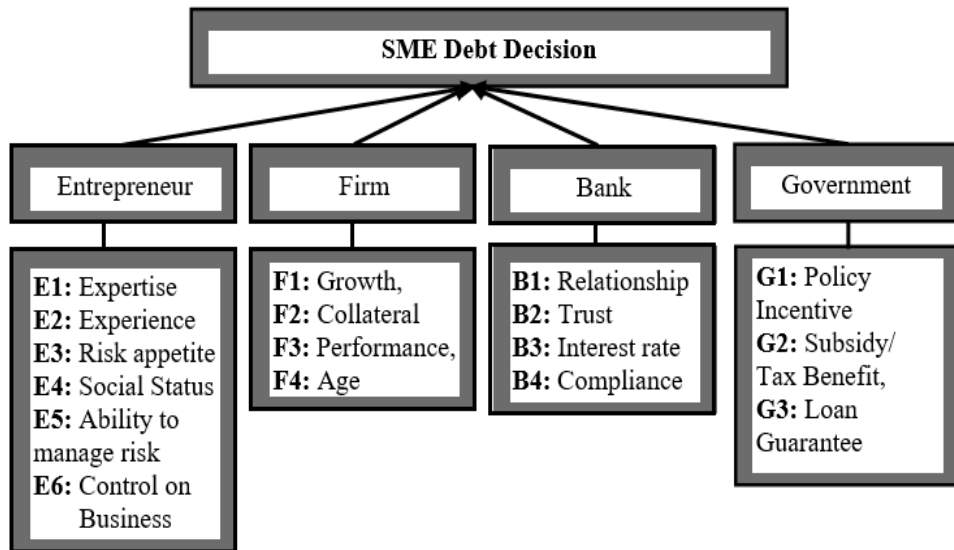 SME Debt Decision
Entrepreneur
Firm
Bank
Government
E1: Expertise
E2: Experience
E3: Risk appetite
E4: Social Status
E5: Ability to
manage risk
E6: Control on
Business
F1: Growth,
F2: Collateral
F3: Performance,
F4: Age
B1: Relationship
B2: Trust
B3: Interest rate
B4: Compliance
G1: Policy
Incentive
G2: Subsidy/
Tax Benefit,
G3: Loan
Guarantee